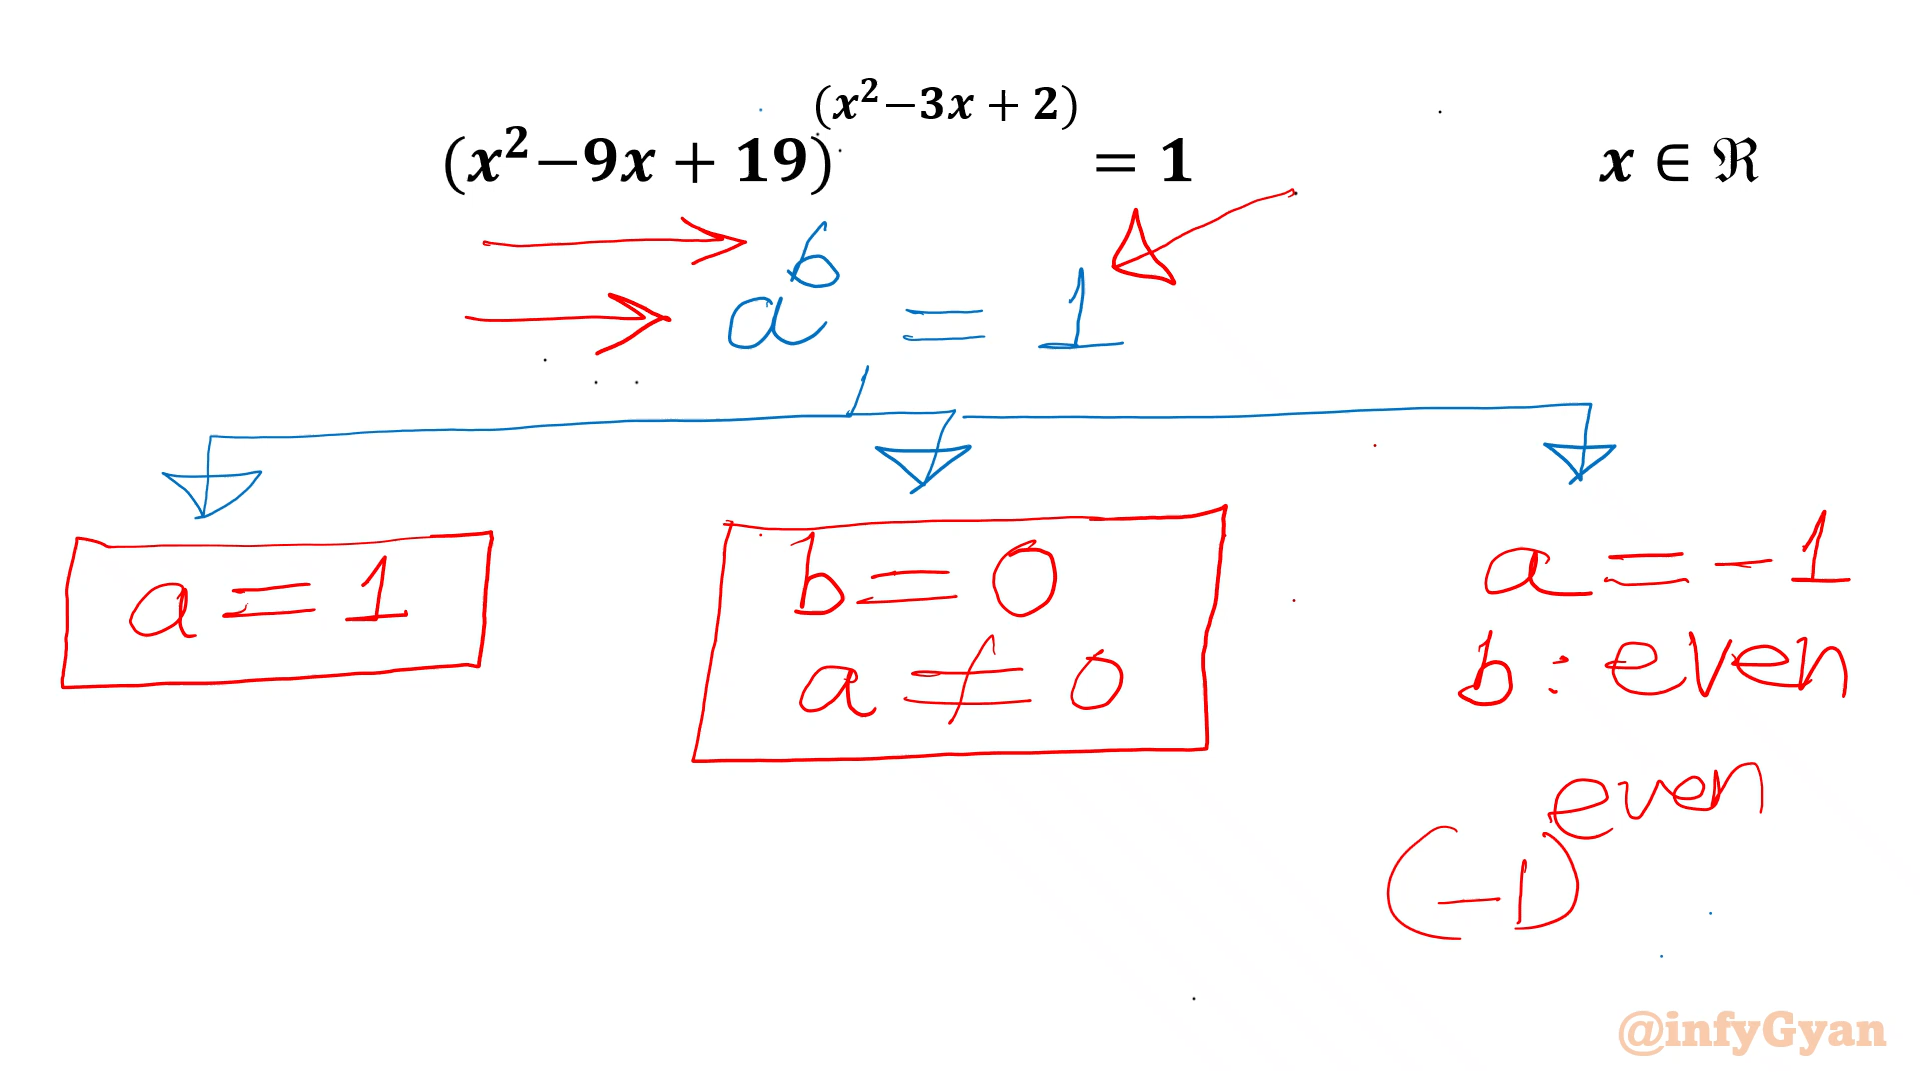 (x²−9x + 19)^(x²−3x + 2) = 1 x ∈ ℜ
a^b = 1
a = 1
b = 0
a ≠ 0
a = −1
b : even
(−1)^even
@infyGyan